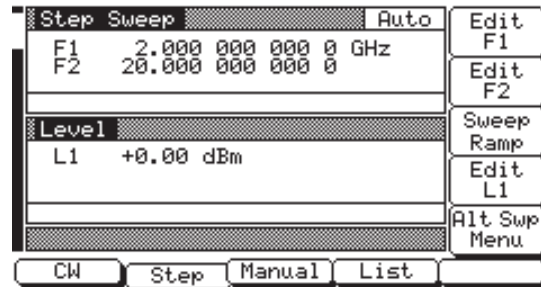 Step Sweep Auto
F1 2.000 000 000 0 GHz
F2 20.000 000 000 0
Level
L1 +0.00 dBm
Edit
F1
Edit
F2
Sweep
Ramp
Edit
L1
Alt Swp
Menu
CW Step Manual List